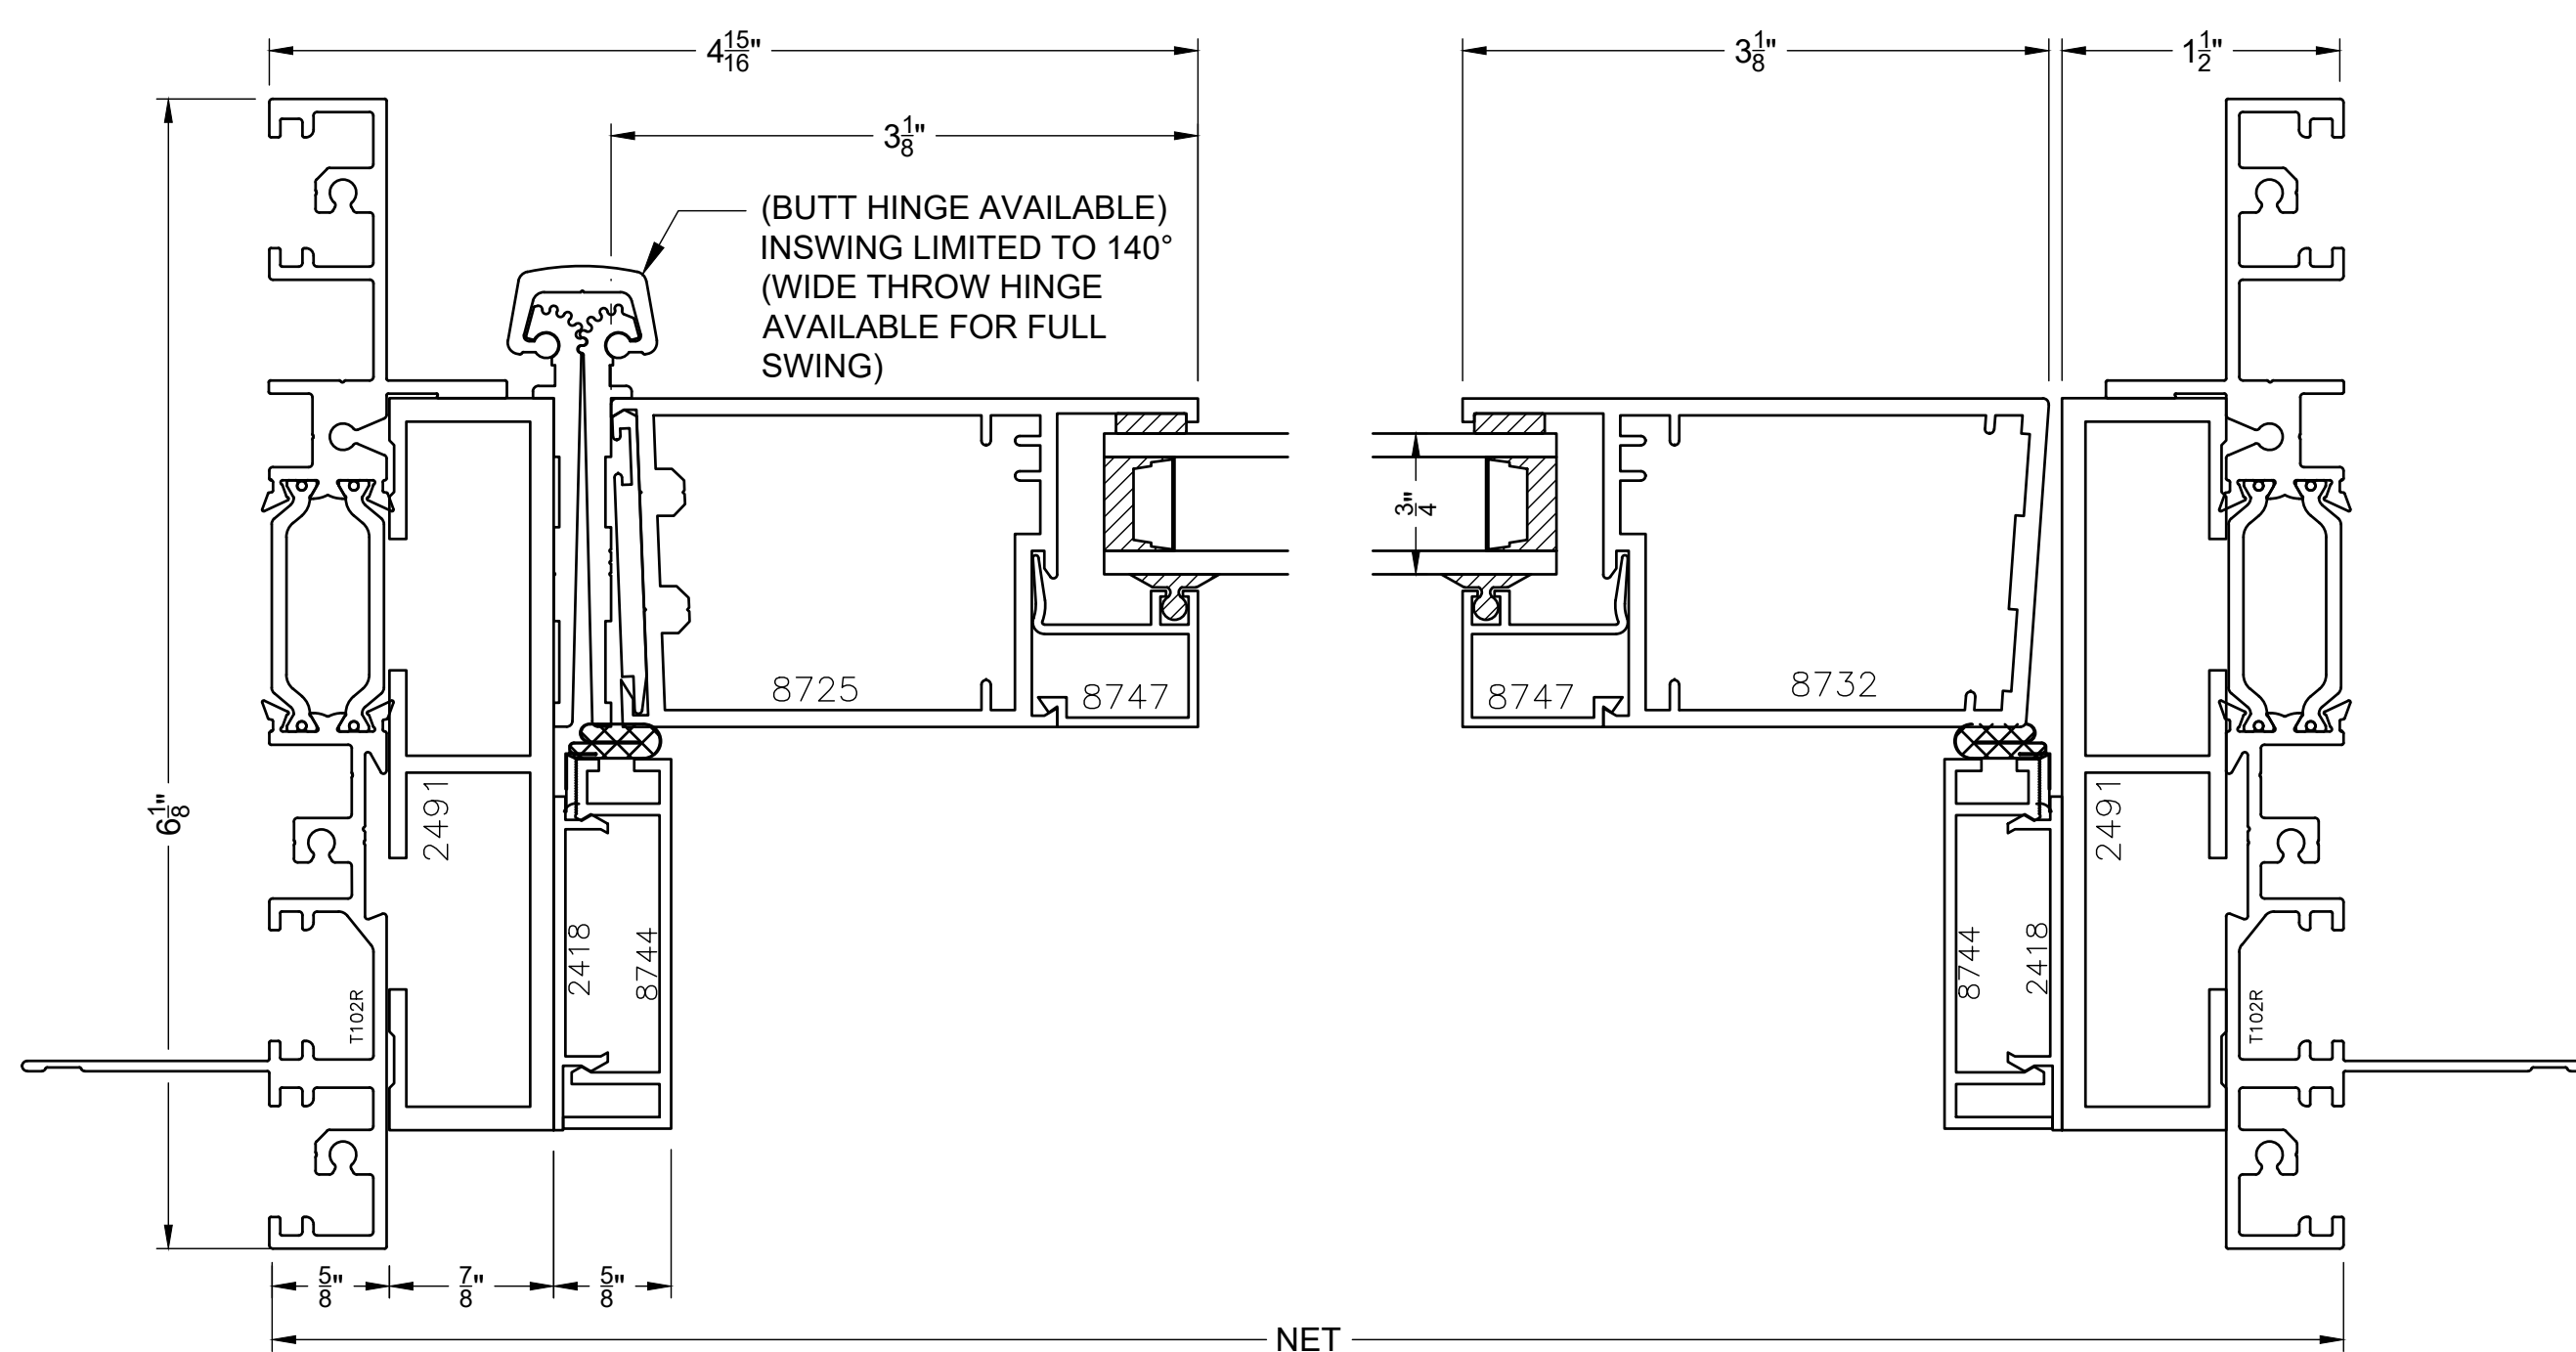 4 15/16"
3 1/8"
1 1/2"
3 1/8"
(BUTT HINGE AVAILABLE)
INSWING LIMITED TO 140°
(WIDE THROW HINGE
AVAILABLE FOR FULL
SWING)
3/4"
8725
8747
8747
8732
6 1/8"
2491
2491
2418
8744
8744
2418
T102R
T102R
5/8"
7/8"
5/8"
NET